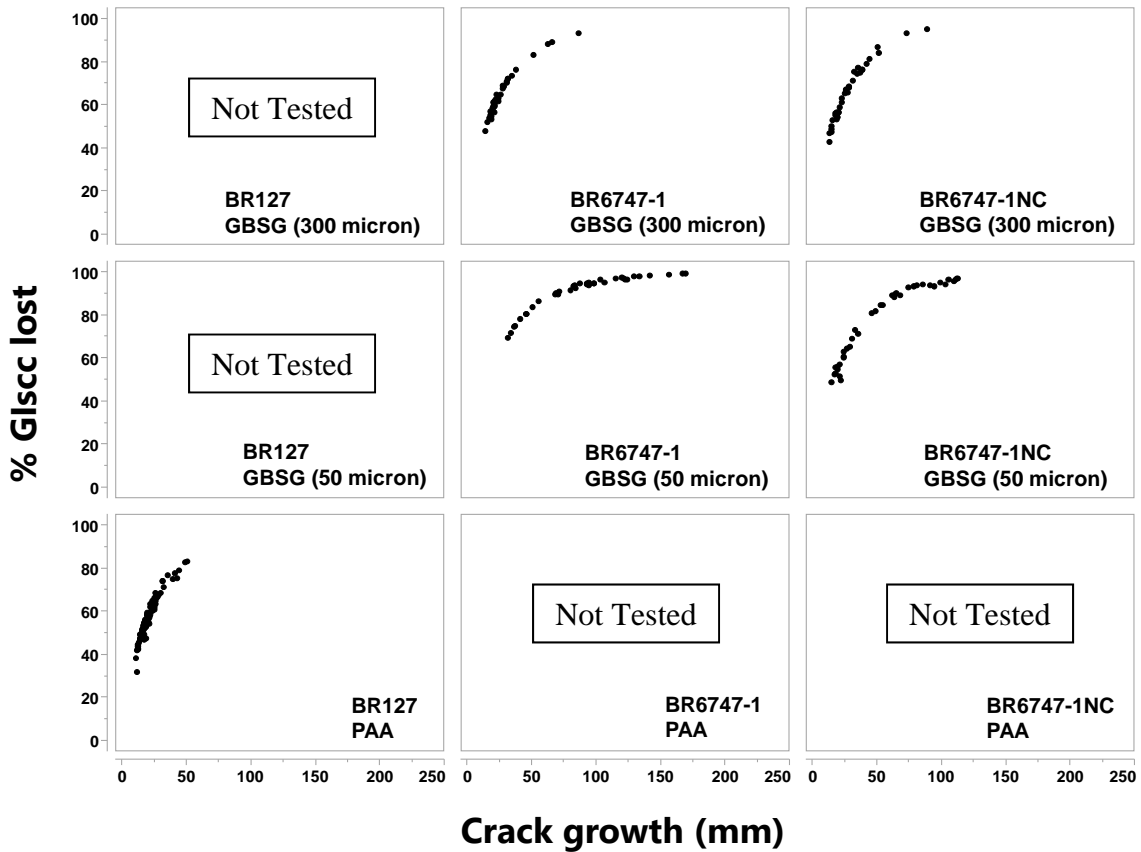 % GIscc lost
100
80
60
40
20
0
Not Tested
BR127
GBSG (300 micron)
BR6747-1
GBSG (300 micron)
BR6747-1NC
GBSG (300 micron)
100
80
60
40
20
0
Not Tested
BR127
GBSG (50 micron)
BR6747-1
GBSG (50 micron)
BR6747-1NC
GBSG (50 micron)
100
80
60
40
20
0
BR127
PAA
Not Tested
BR6747-1
PAA
Not Tested
BR6747-1NC
PAA
0 50 100 150 200 250
0 50 100 150 200 250
0 50 100 150 200 250
Crack growth (mm)